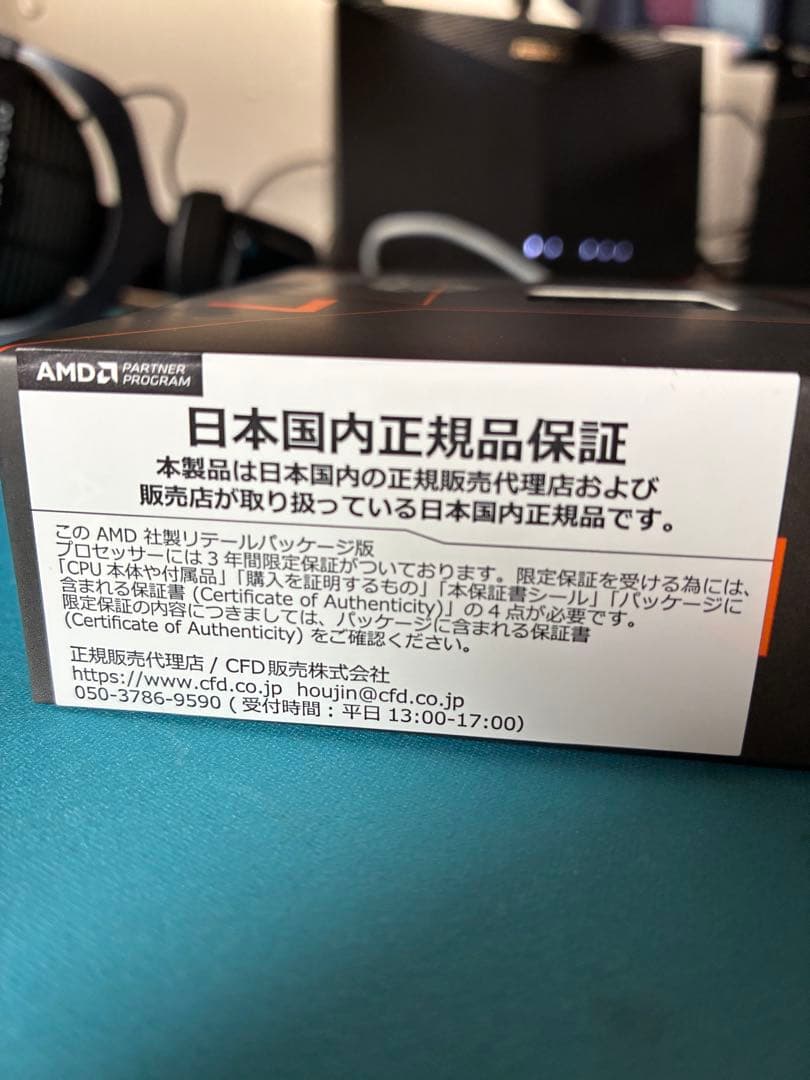 AMD PARTNER PROGRAM
日本国内正規品保証
本製品は日本国内の正規販売代理店および
販売店が取り扱っている日本国内正規品です。
この AMD 社製リテールパッケージ版
プロセッサーには3年間限定保証がついております。限定保証を受ける為には、
「CPU 本体や付属品」「購入を証明するもの」「本保証書シール」「パッケージに
含まれる保証書 (Certificate of Authenticity)」の4点が必要です。
限定保証の内容につきましては、パッケージに含まれる保証書
(Certificate of Authenticity) をご確認ください。
正規販売代理店 / CFD 販売株式会社
https://www.cfd.co.jp houjin@cfd.co.jp
050-3786-9590 ( 受付時間：平日 13:00-17:00)